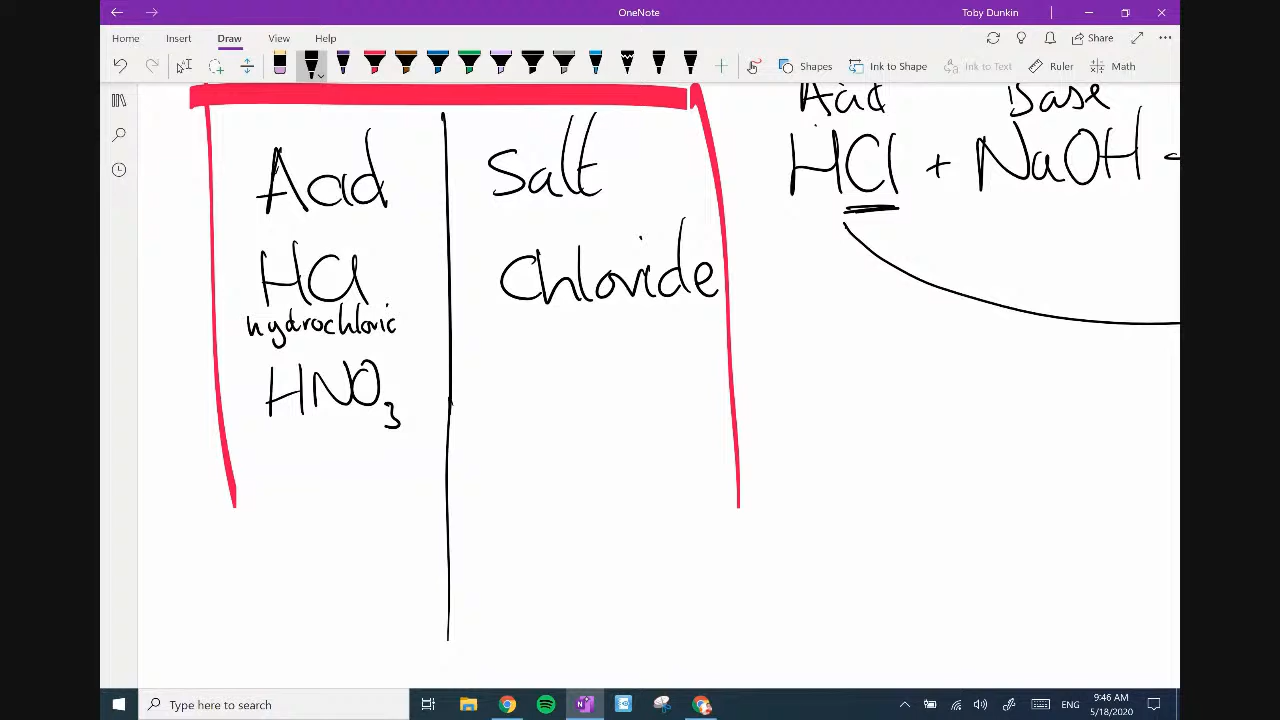 OneNote
Toby Dunkin
Home Insert Draw View Help
Share
Shapes Ink to Shape Ink to Text Ruler Math
Acid Base
HCl + NaOH
Acid Salt
HCl Chloride
hydrochloric
HNO3
Type here to search
ENG
9:46 AM
5/18/2020